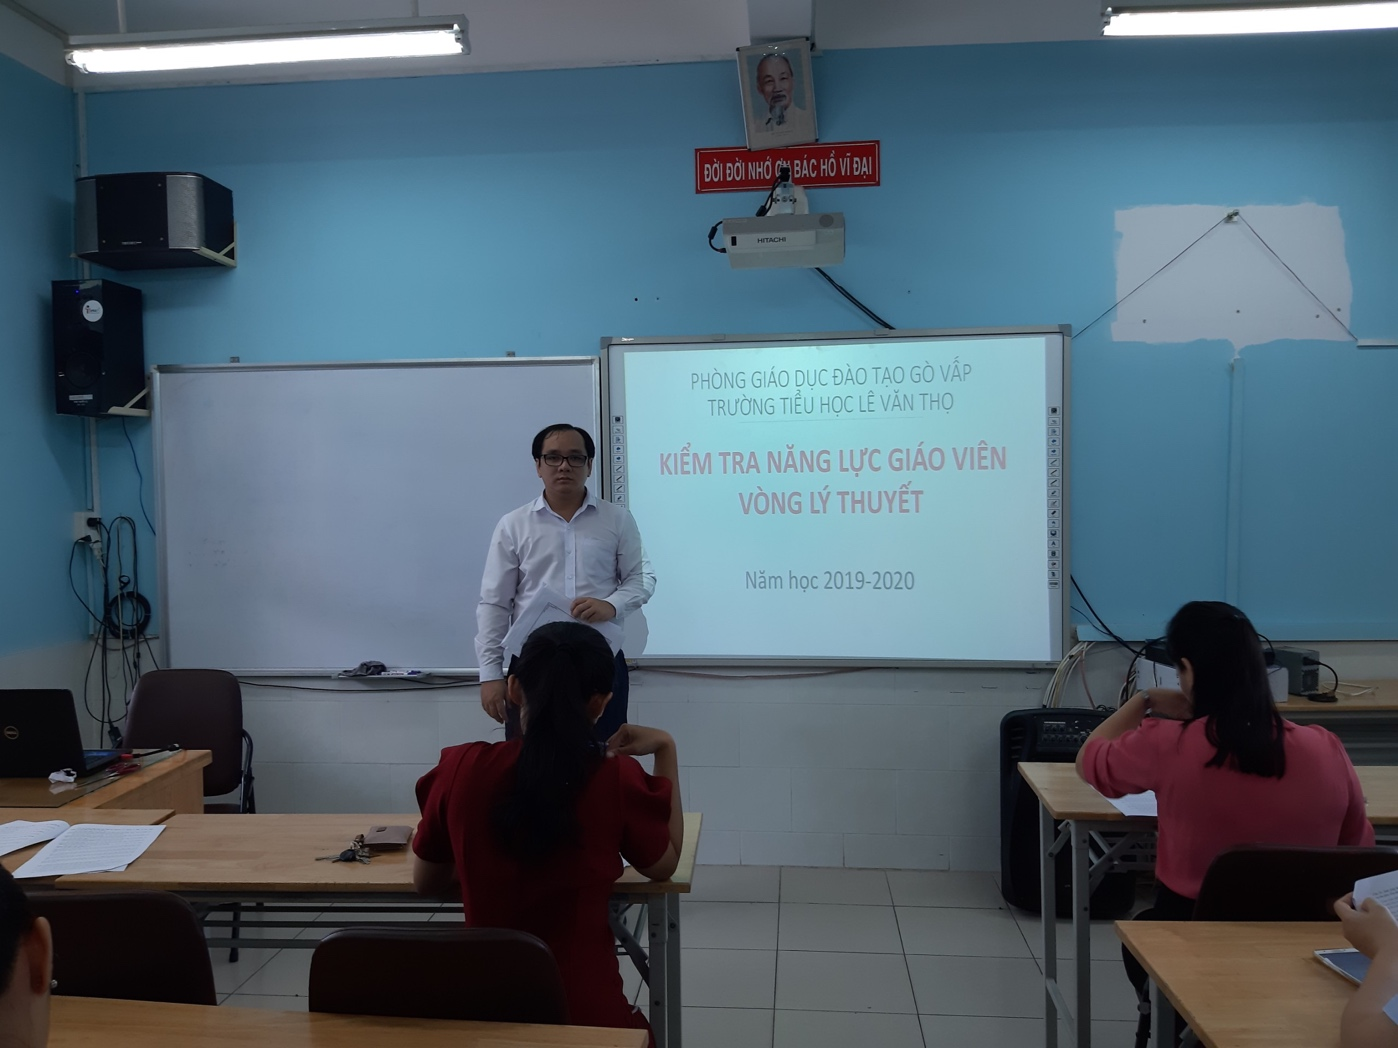 ĐỜI ĐỜI NHỚ ƠN BÁC HỒ VĨ ĐẠI
HITACHI
PHÒNG GIÁO DỤC ĐÀO TẠO GÒ VẤP
TRƯỜNG TIỂU HỌC LÊ VĂN THỌ
KIỂM TRA NĂNG LỰC GIÁO VIÊN
VÒNG LÝ THUYẾT
Năm học 2019-2020